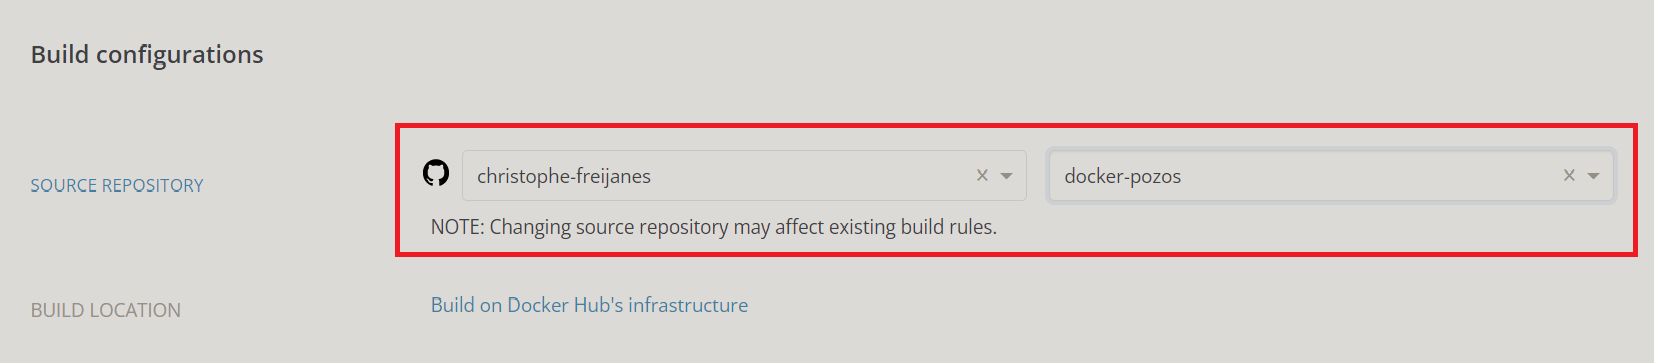 Build configurations
SOURCE REPOSITORY
christophe-freijanes
docker-pozos
NOTE: Changing source repository may affect existing build rules.
BUILD LOCATION
Build on Docker Hub's infrastructure